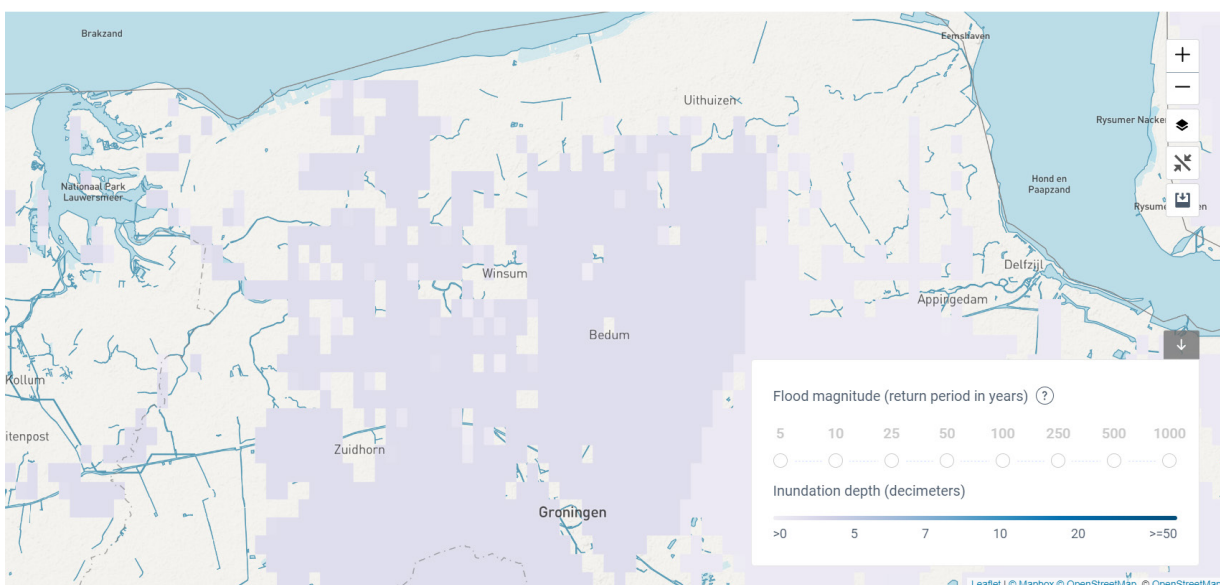 Brakzand
Eemshaven
+
Uithuizen
−
Rysumer Nacken
Nationaal Park
Lauwersmeer
Hond en
Paapzand
Winsum
Delfzijl
Appingedam
Bedum
Kollum
itenpost
Zuidhorn
Groningen
Flood magnitude (return period in years) ?
5 10 25 50 100 250 500 1000
Inundation depth (decimeters)
>0 5 7 10 20 >=50
Leaflet | © Mapbox © OpenStreetMap, © OpenStreetMap